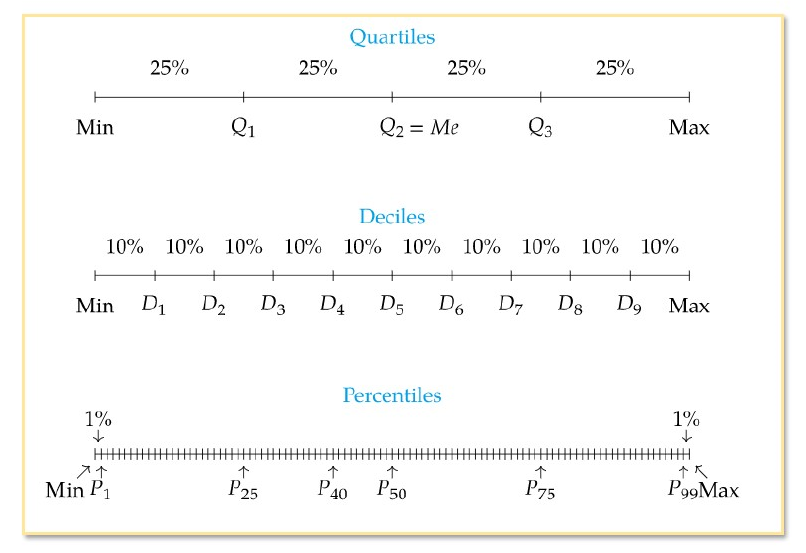 Quartiles
25% 25% 25% 25%
Min Q₁ Q₂ = Me Q₃ Max
Deciles
10% 10% 10% 10% 10% 10% 10% 10% 10% 10%
Min D₁ D₂ D₃ D₄ D₅ D₆ D₇ D₈ D₉ Max
Percentiles
1% 1%
Min P₁ P₂₅ P₄₀ P₅₀ P₇₅ P₉₉ Max